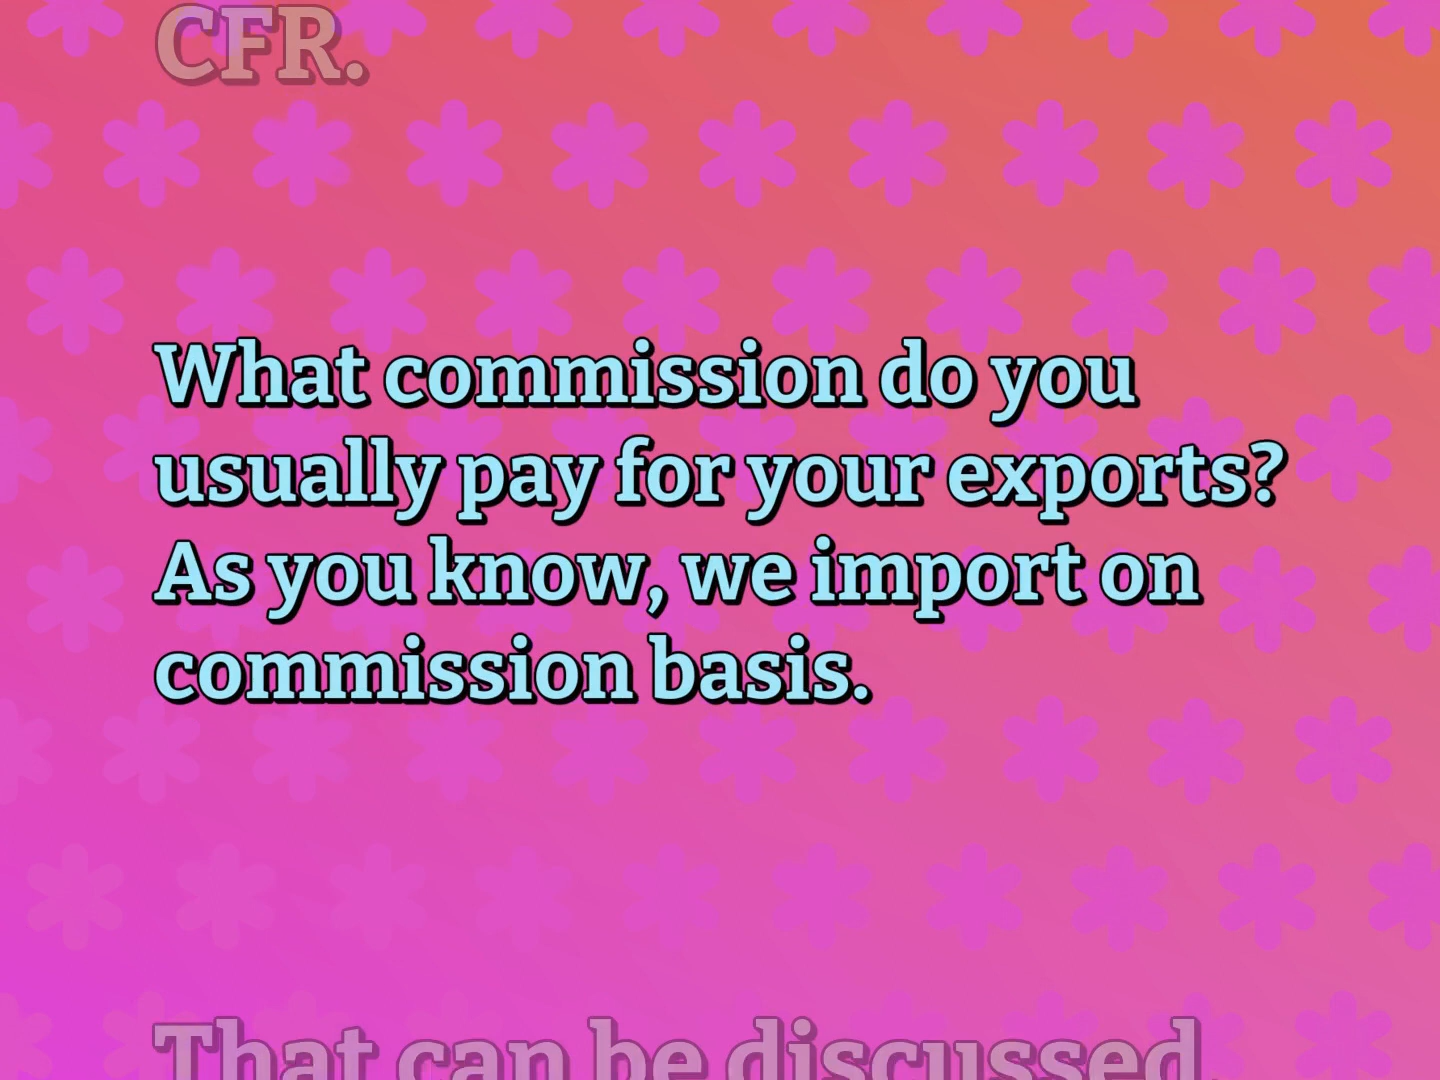 CFR.
What commission do you
usually pay for your exports?
As you know, we import on
commission basis.
That can be discussed.